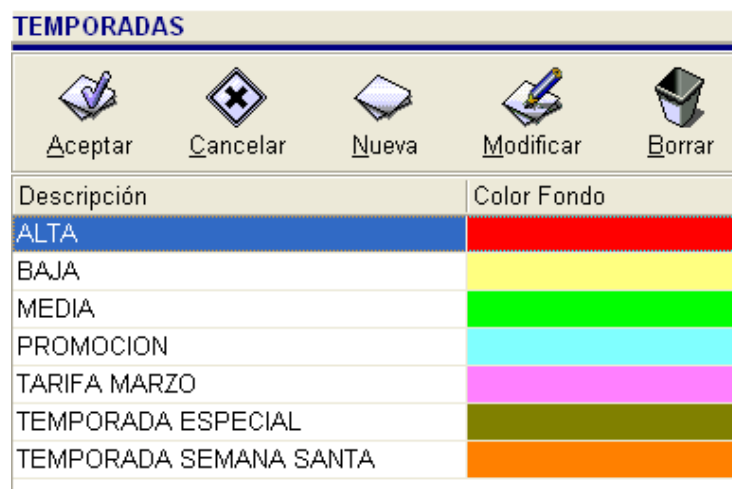 TEMPORADAS
Aceptar Cancelar Nueva Modificar Borrar
Descripción Color Fondo
ALTA
BAJA
MEDIA
PROMOCION
TARIFA MARZO
TEMPORADA ESPECIAL
TEMPORADA SEMANA SANTA